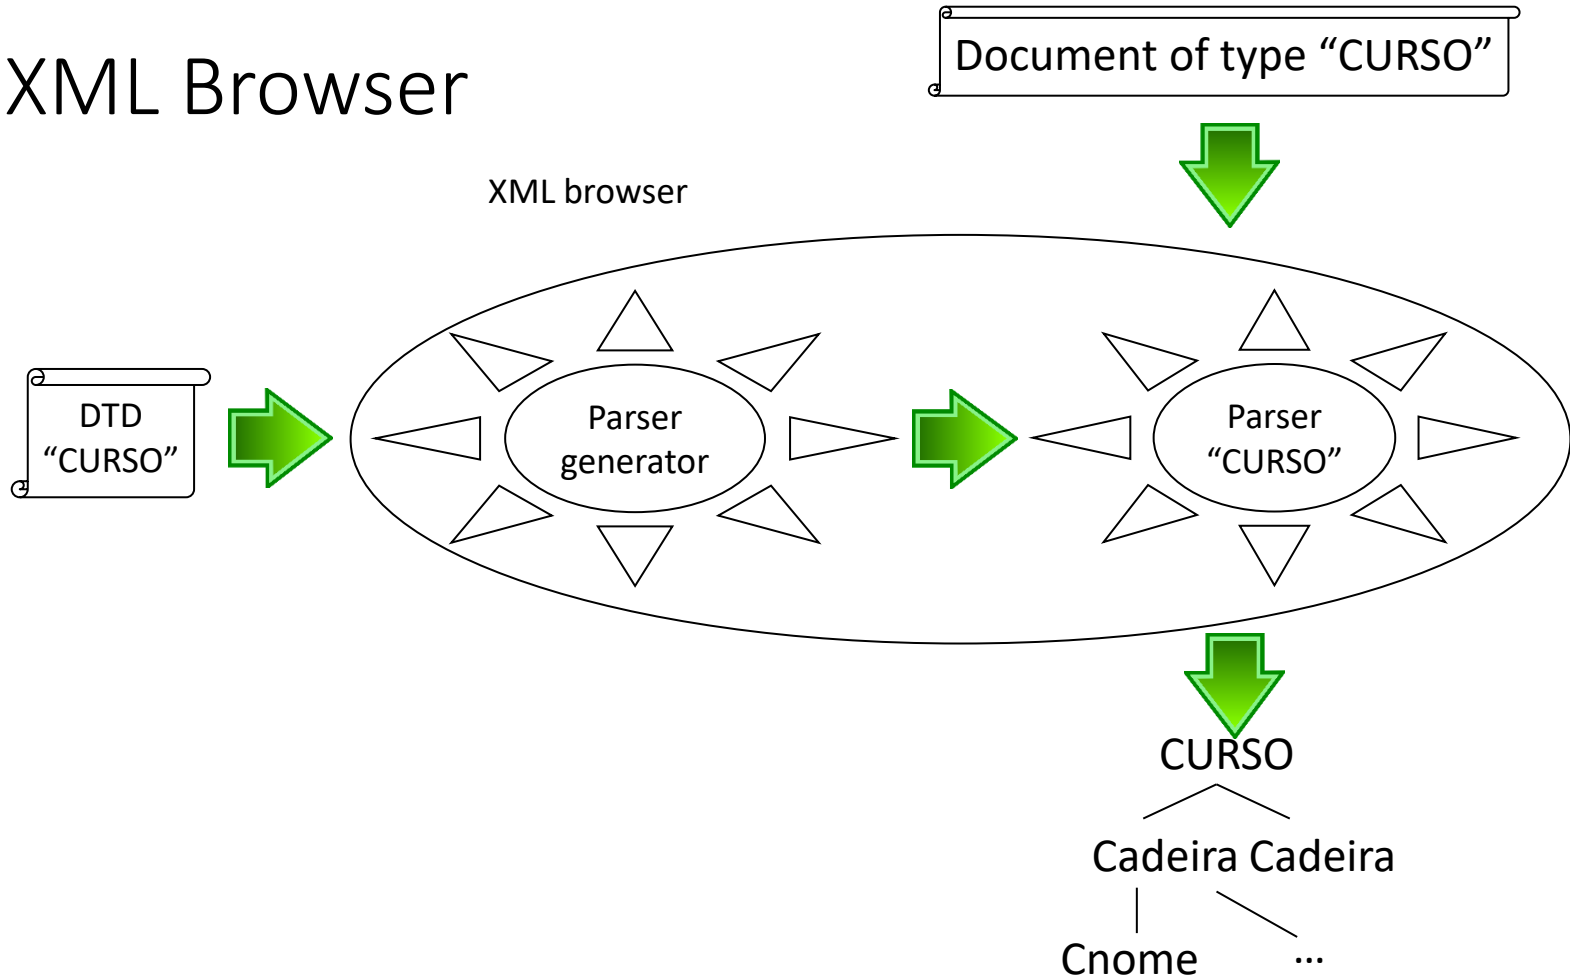 XML Browser
Document of type “CURSO”
XML browser
DTD
“CURSO”
Parser
generator
Parser
“CURSO”
CURSO
Cadeira Cadeira
Cnome ...